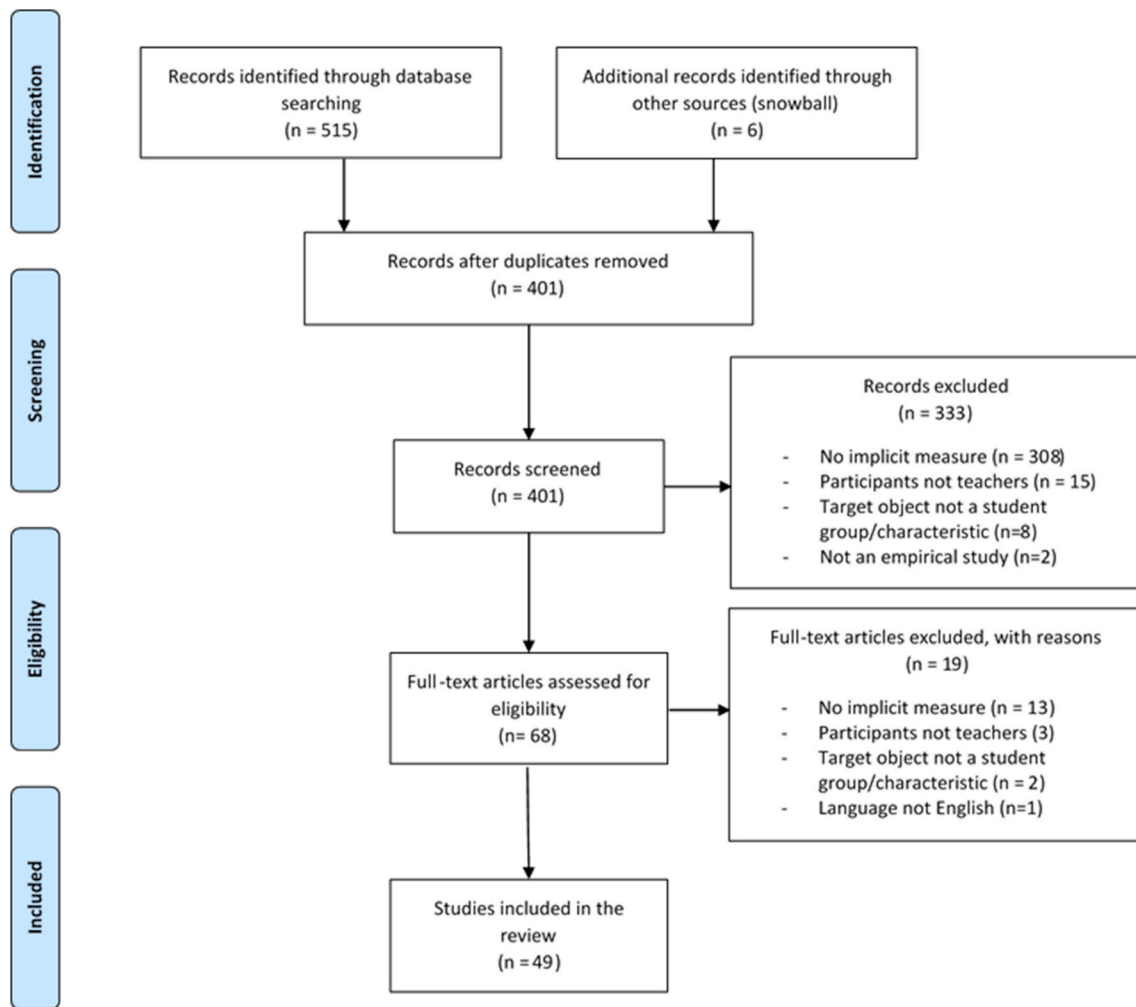 Identification
Records identified through database
searching
(n = 515)
Additional records identified through
other sources (snowball)
(n = 6)
Records after duplicates removed
(n = 401)
Screening
Records screened
(n = 401)
Records excluded
(n = 333)
- No implicit measure (n = 308)
- Participants not teachers (n = 15)
- Target object not a student
group/characteristic (n=8)
- Not an empirical study (n=2)
Eligibility
Full-text articles assessed for
eligibility
(n= 68)
Full-text articles excluded, with reasons
(n = 19)
- No implicit measure (n = 13)
- Participants not teachers (3)
- Target object not a student
group/characteristic (n = 2)
- Language not English (n=1)
Included
Studies included in the
review
(n = 49)